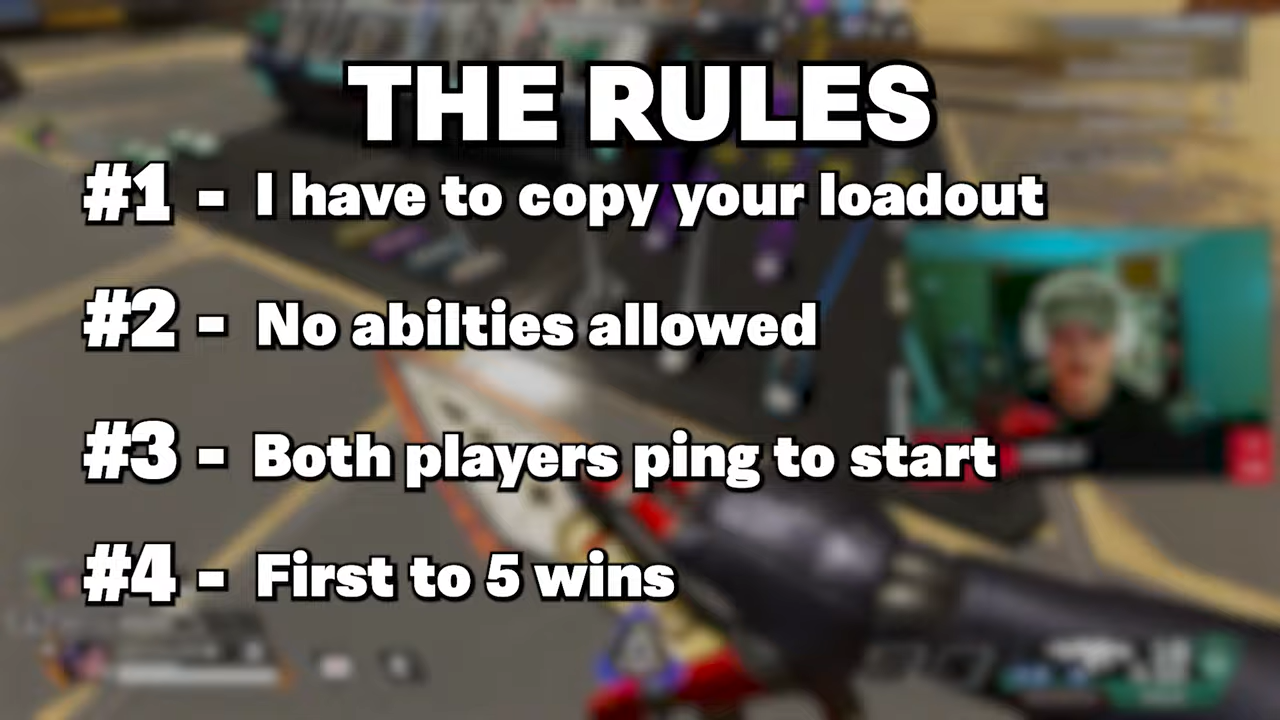 THE RULES
#1 - I have to copy your loadout
#2 - No abilties allowed
#3 - Both players ping to start
#4 - First to 5 wins